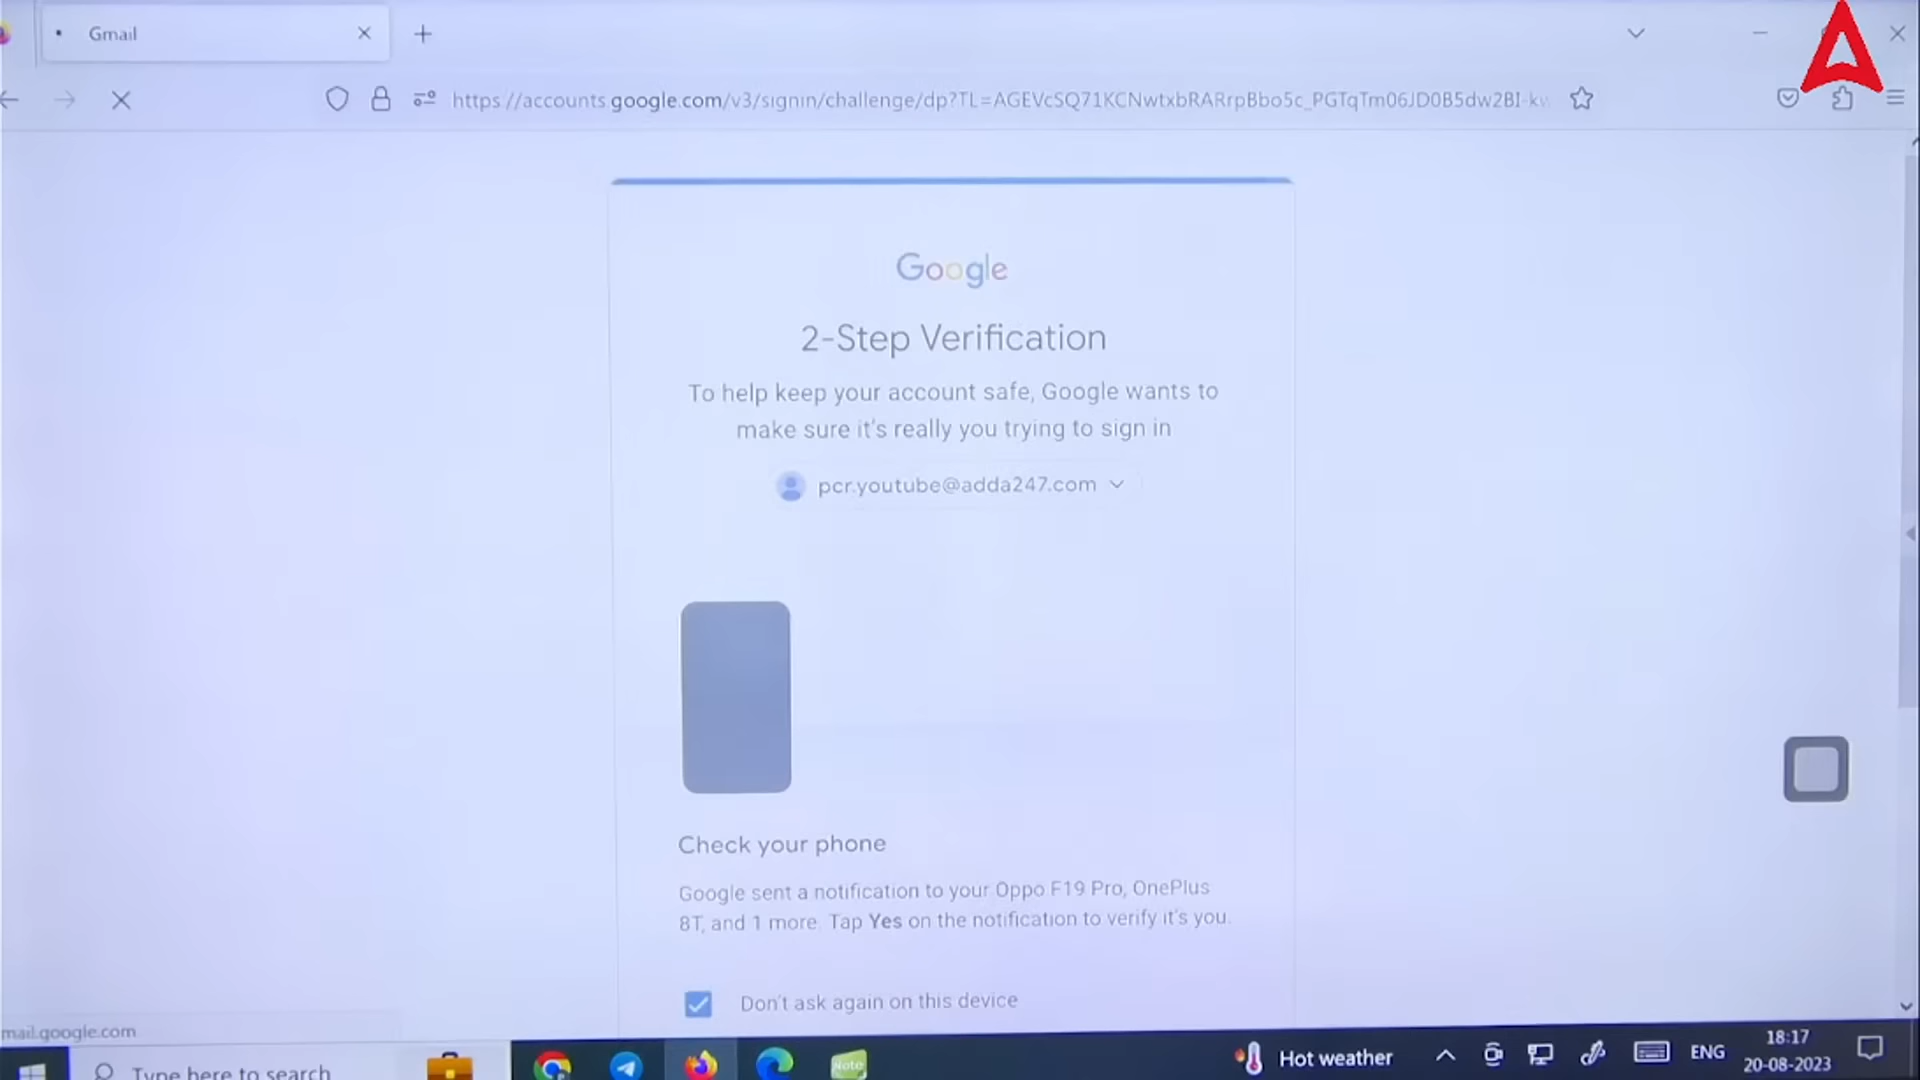 Gmail
https://accounts.google.com/v3/signin/challenge/dp?TL=AGEVcSQ71KCNwtxbRARrpBbo5c_PGTqTm06JD0B5dw2BI-kv
Google
2-Step Verification
To help keep your account safe, Google wants to
make sure it's really you trying to sign in
pcr.youtube@adda247.com
Check your phone
Google sent a notification to your Oppo F19 Pro, OnePlus
8T, and 1 more. Tap Yes on the notification to verify it's you.
Don't ask again on this device
mail.google.com
Type here to search
Note
Hot weather
ENG
18:17
20-08-2023